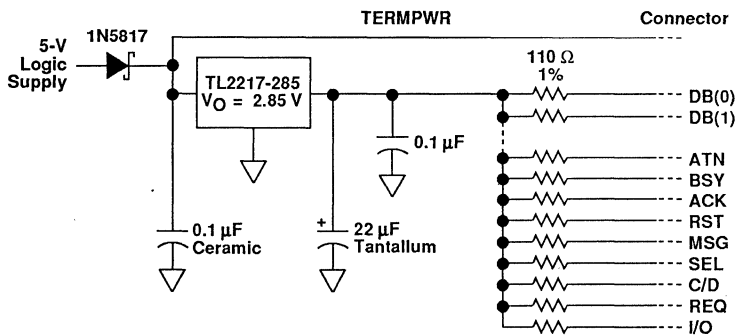 TERMPWR
Connector
1N5817
5-V
Logic
Supply
TL2217-285
VO = 2.85 V
110 Ω
1%
DB(0)
DB(1)
0.1 μF
ATN
BSY
ACK
RST
MSG
SEL
C/D
REQ
I/O
0.1 μF
Ceramic
+
22 μF
Tantallum